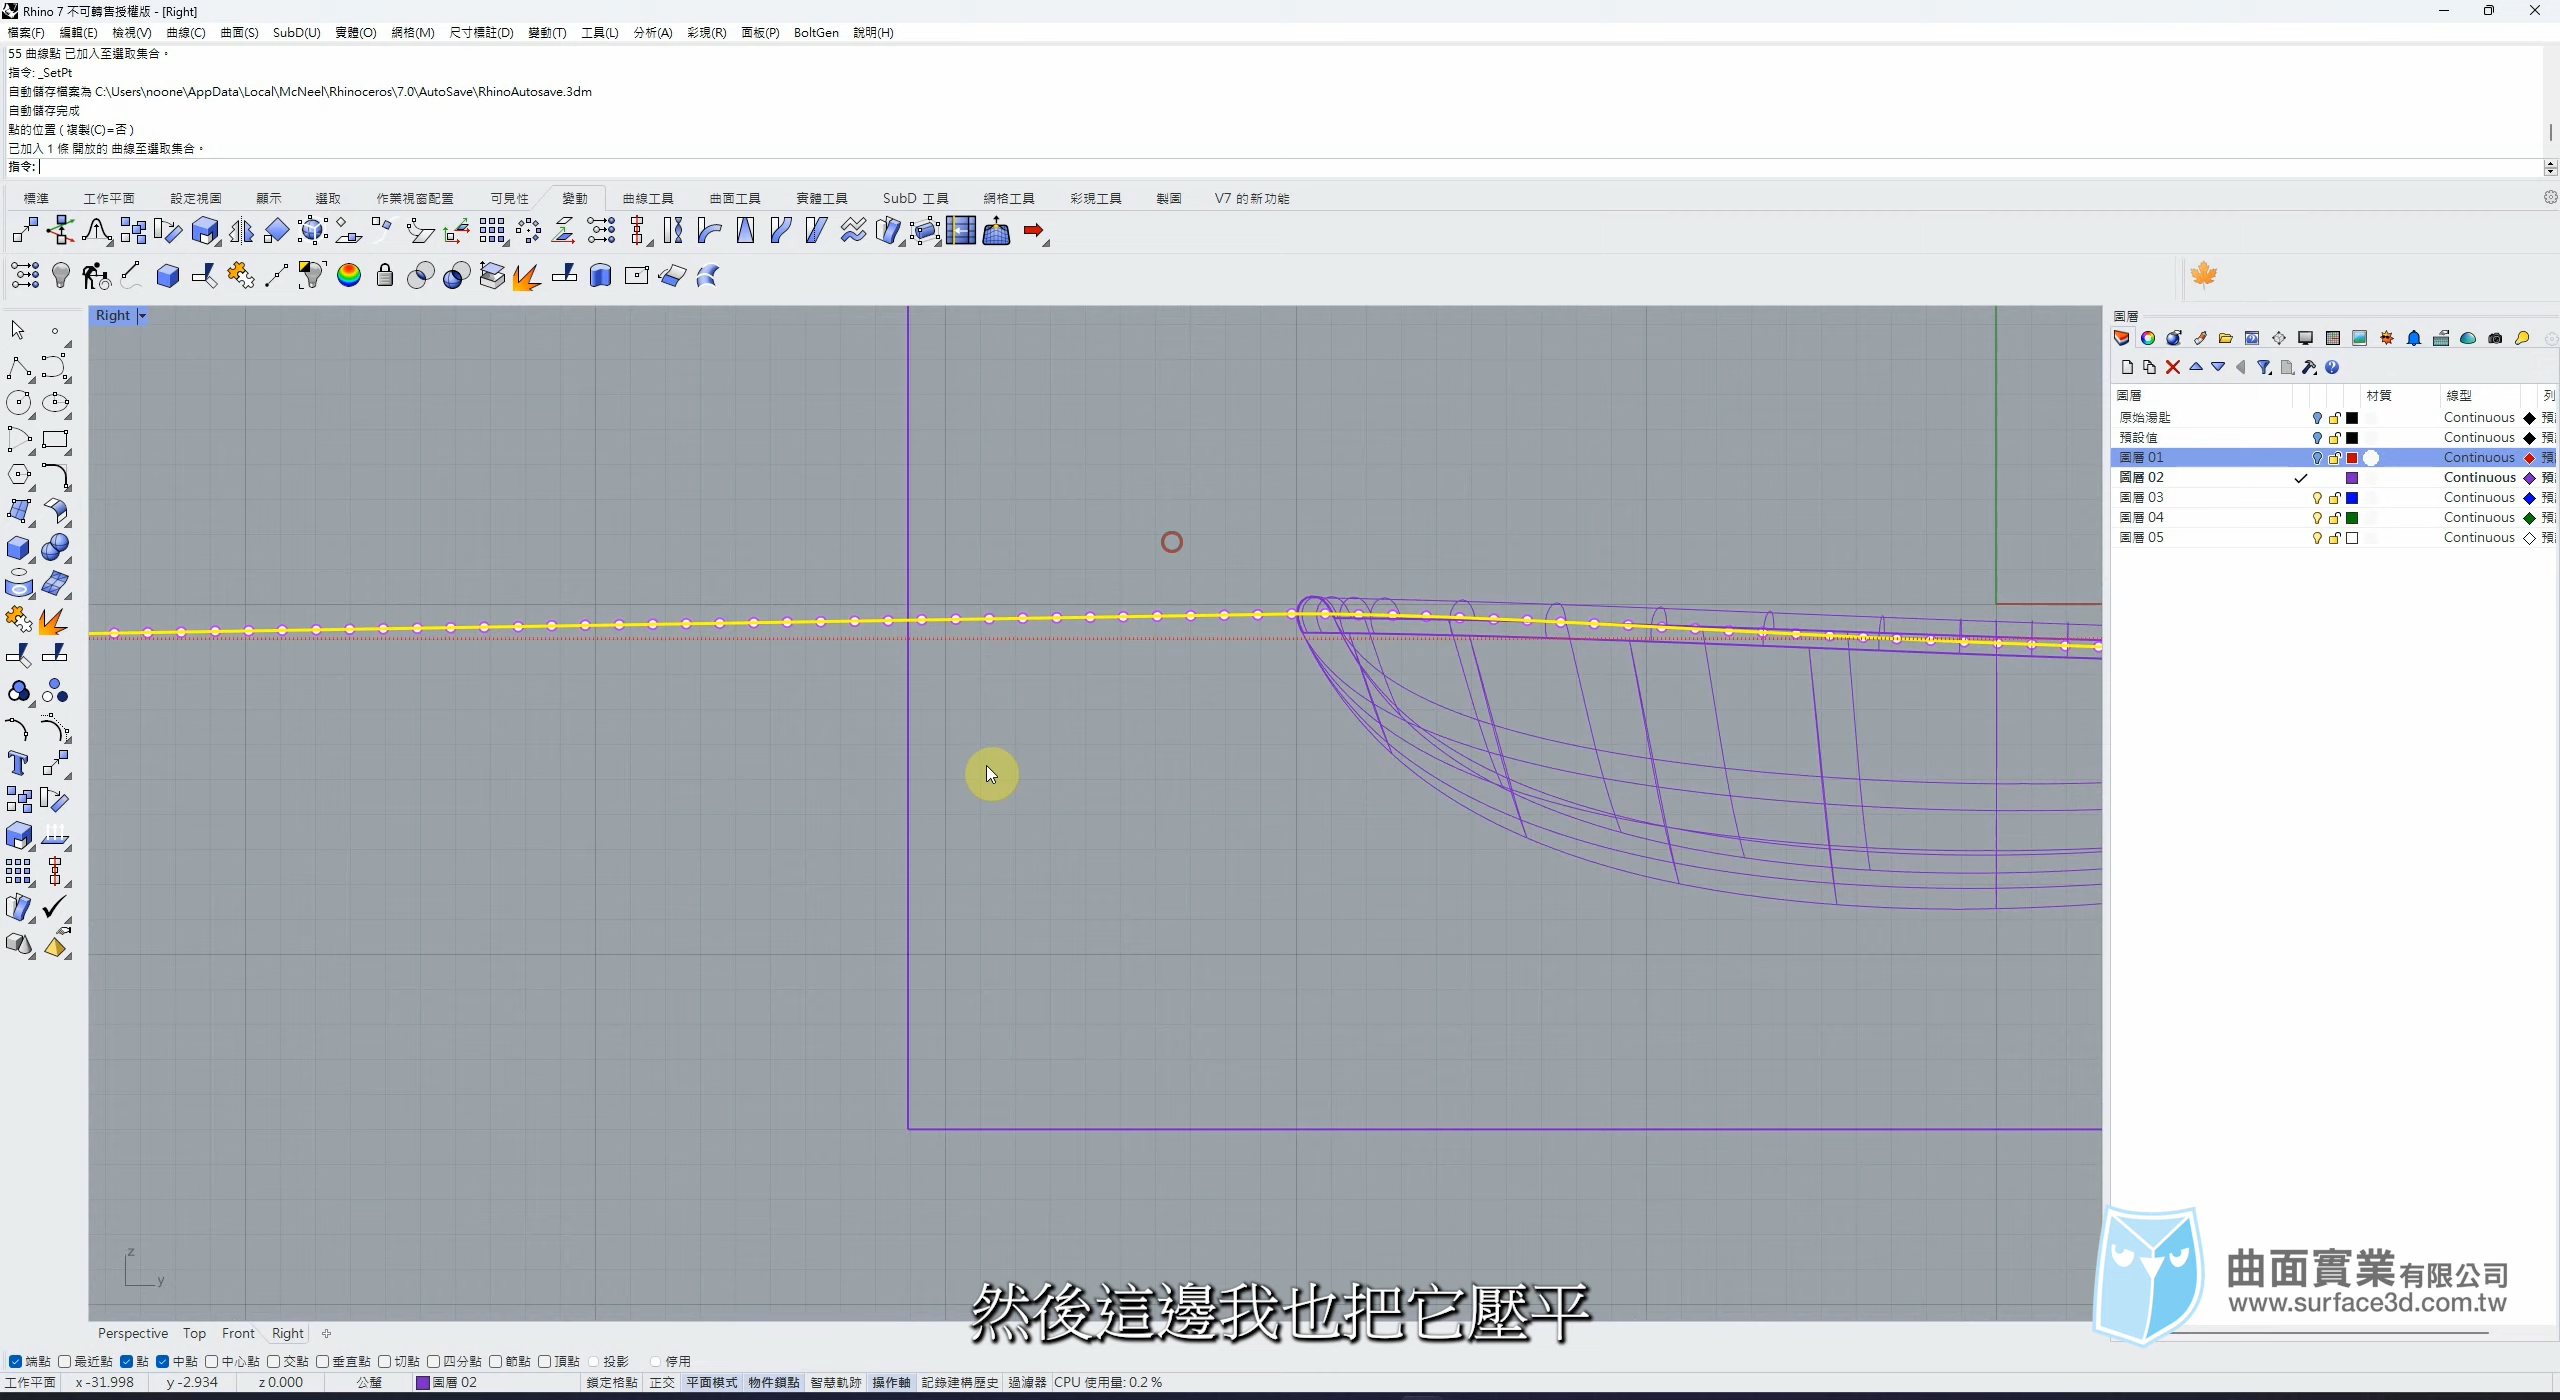 Rhino 7 不可轉售授權版 - [Right]
檔案(F) 編輯(E) 檢視(V) 曲線(C) 曲面(S) SubD(U) 實體(O) 網格(M) 尺寸標註(D) 變動(T) 工具(L) 分析(A) 彩現(R) 面板(P) BoltGen 說明(H)
55 曲線點 已加入至選取集合。
指令: _SetPt
自動儲存檔案為 C:\Users\noone\AppData\Local\McNeel\Rhinoceros\7.0\AutoSave\RhinoAutosave.3dm
自動儲存完成
點的位置 ( 複製(C)=否 )
已加入 1 條 開放的 曲線至選取集合。
指令:
標準 工作平面 設定視圖 顯示 選取 作業視窗配置 可見性 變動 曲線工具 曲面工具 實體工具 SubD 工具 網格工具 彩現工具 製圖 V7 的新功能
Right
圖層
圖層 材質 線型 列
原始湯匙 Continuous 預
預設值 Continuous 預
圖層 01 Continuous 預
圖層 02 Continuous 預
圖層 03 Continuous 預
圖層 04 Continuous 預
圖層 05 Continuous 預
z
y
然後這邊我也把它壓平
曲面實業有限公司
www.surface3d.com.tw
Perspective Top Front Right
端點 最近點 點 中點 中心點 交點 垂直點 切點 四分點 節點 頂點 投影 停用
工作平面 x -31.998 y -2.934 z 0.000 公釐 圖層 02 鎖定格點 正交 平面模式 物件鎖點 智慧軌跡 操作軸 記錄建構歷史 過濾器 CPU 使用量: 0.2 %